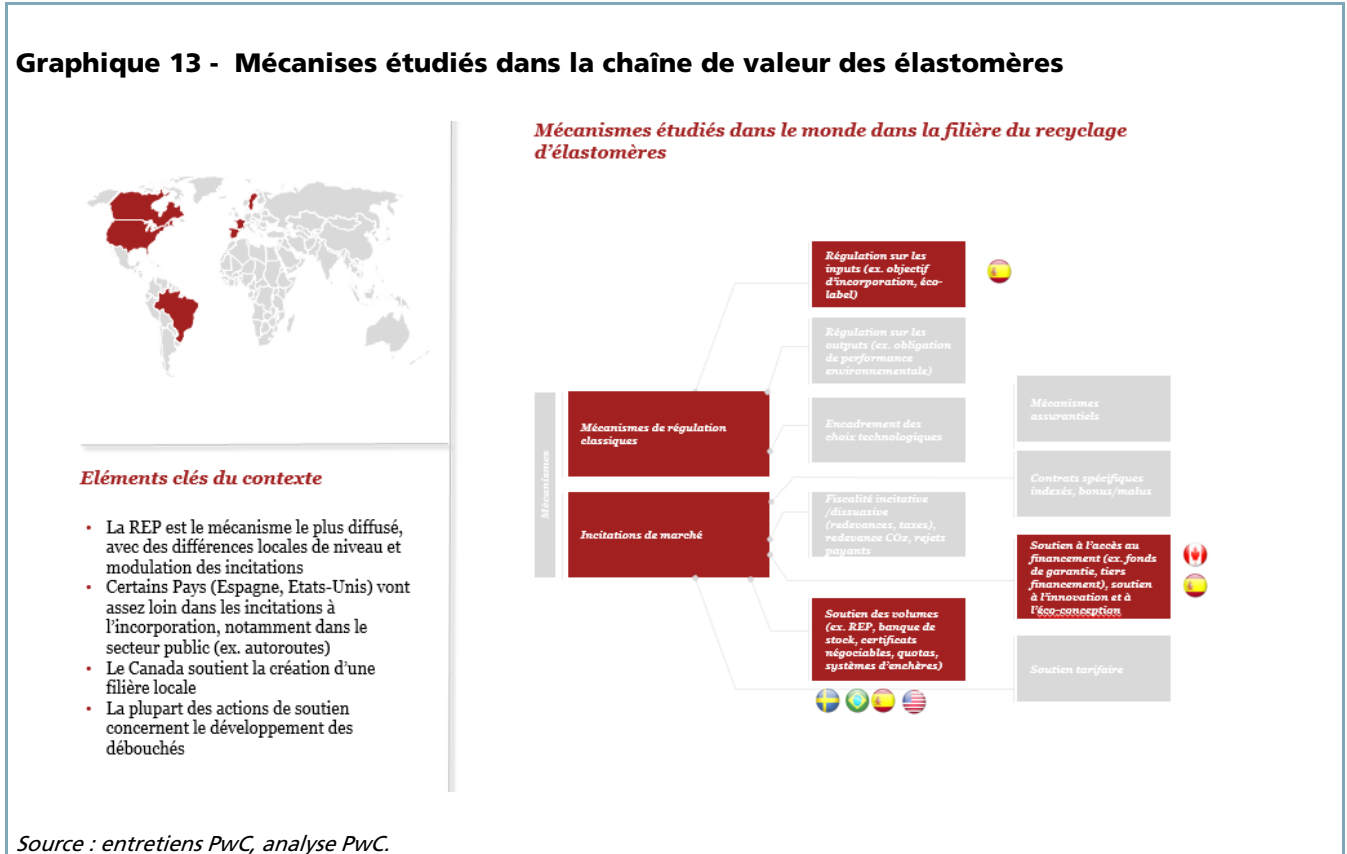 Graphique 13 - Mécanises étudiés dans la chaîne de valeur des élastomères
Mécanismes étudiés dans le monde dans la filière du recyclage
d'élastomères
Eléments clés du contexte
• La REP est le mécanisme le plus diffusé,
avec des différences locales de niveau et
modulation des incitations
• Certains Pays (Espagne, Etats-Unis) vont
assez loin dans les incitations à
l'incorporation, notamment dans le
secteur public (ex. autoroutes)
• Le Canada soutient la création d'une
filière locale
• La plupart des actions de soutien
concernent le développement des
débouchés
Mécanismes
Mécanismes de régulation
classiques
Incitations de marché
Régulation sur les
inputs (ex. objectif
d'incorporation, éco-
label)
Régulation sur les
outputs (ex. obligation
de performance
environnementale)
Encadrement des
choix technologiques
Fiscalité incitative
/dissuasive
(redevances, taxes),
redevance CO2, rejets
payants
Soutien des volumes
(ex. REP, banque de
stock, certificats
négociables, quotas,
systèmes d'enchères)
Mécanismes
assurantiels
Contrats spécifiques
indexés, bonus/malus
Soutien à l'accès au
financement (ex. fonds
de garantie, tiers
financement), soutien
à l'innovation et à
l'éco-conception
Soutien tarifaire
Source : entretiens PwC, analyse PwC.